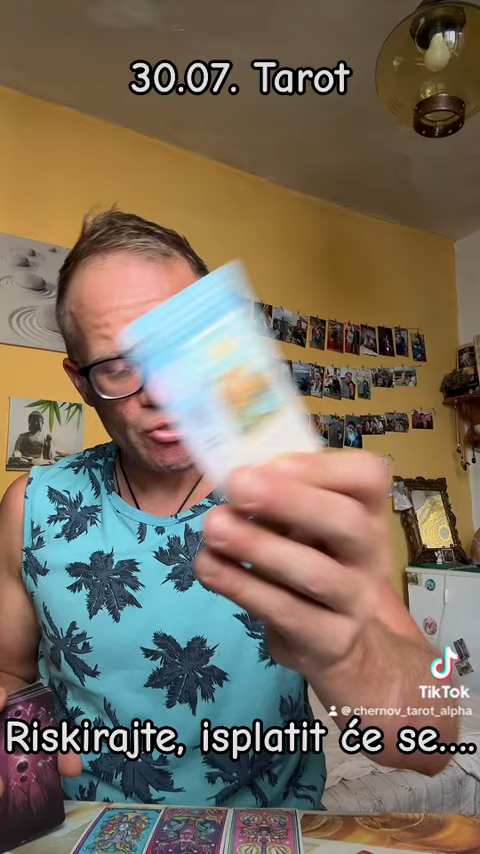 30.07. Tarot
TikTok
@chernov_tarot_alpha
Riskirajte, isplatit će se....